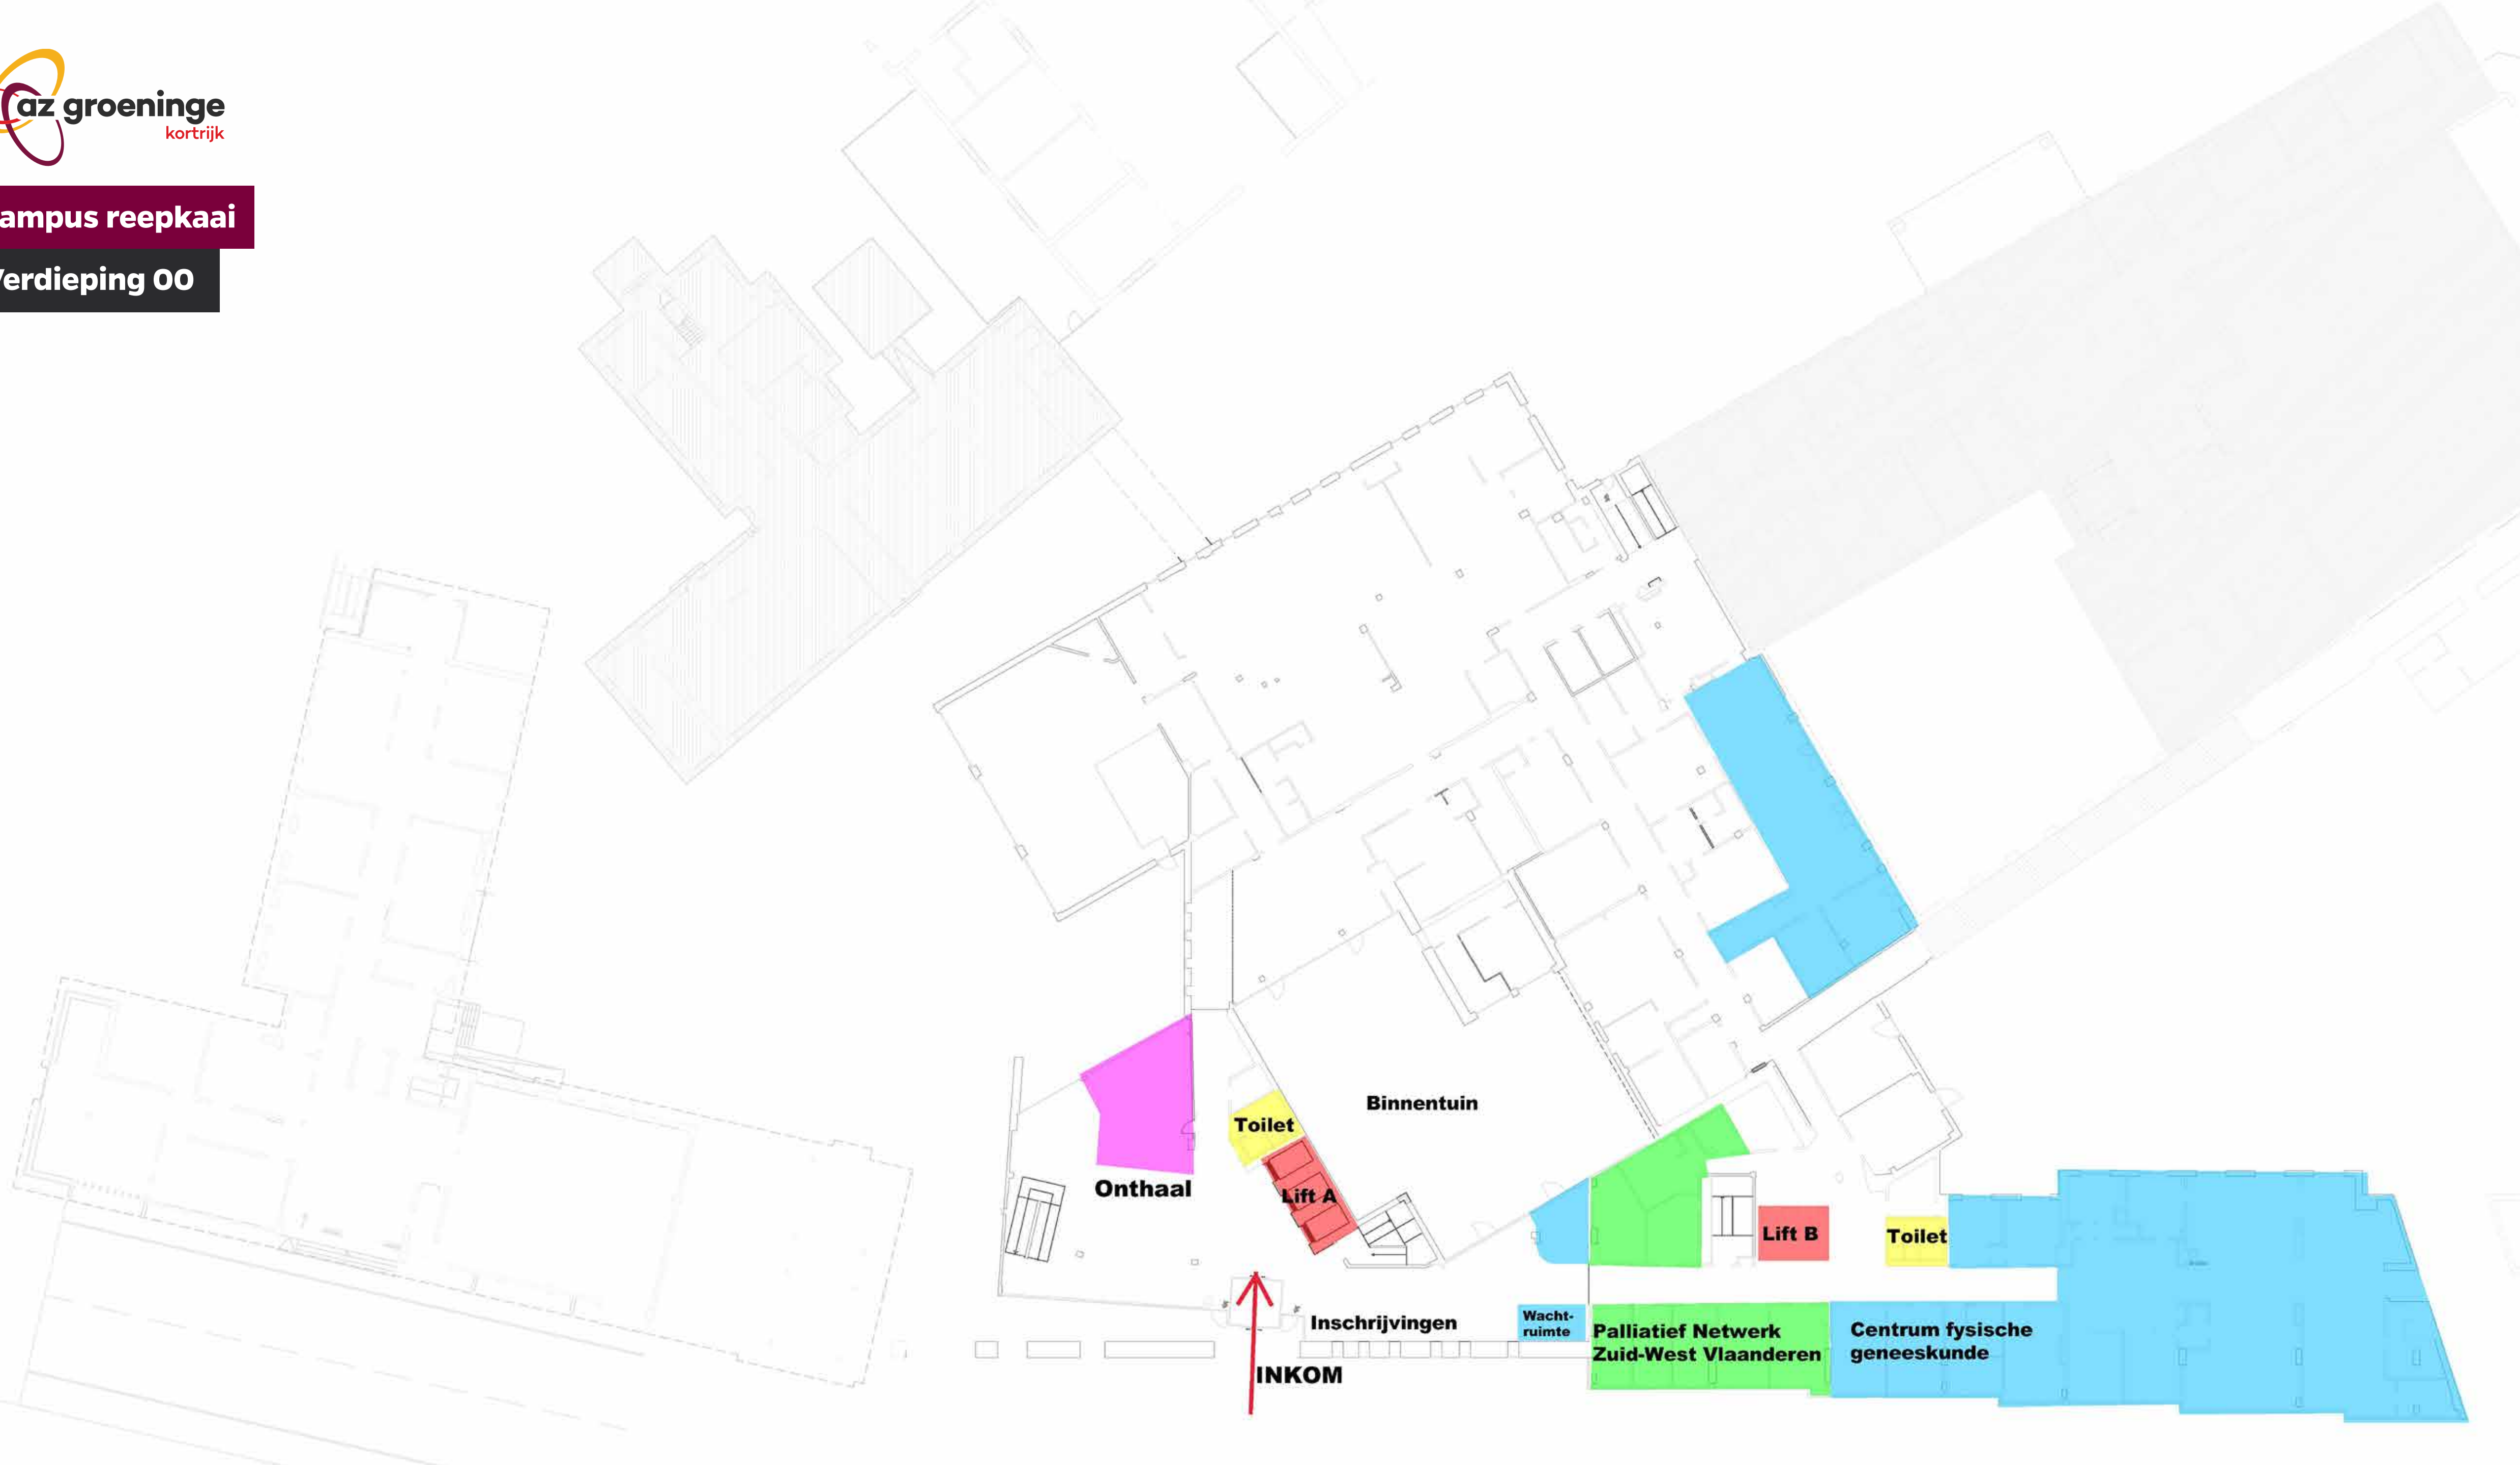 az groeninge
kortrijk
ampus reepkaai
Verdieping 00
Binnentuin
Toilet
Onthaal
Lift A
Lift B
Toilet
Inschrijvingen
Wacht-
ruimte
Palliatief Netwerk
Zuid-West Vlaanderen
Centrum fysische
geneeskunde
INKOM